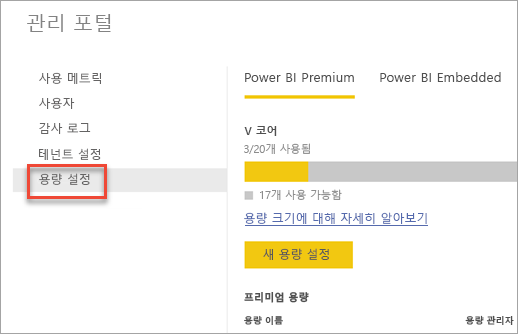 관리 포털
사용 메트릭
사용자
감사 로그
테넌트 설정
용량 설정
Power BI Premium
Power BI Embedded
V 코어
3/20개 사용됨
17개 사용 가능함
용량 크기에 대해 자세히 알아보기
새 용량 설정
프리미엄 용량
용량 이름
용량 관리자